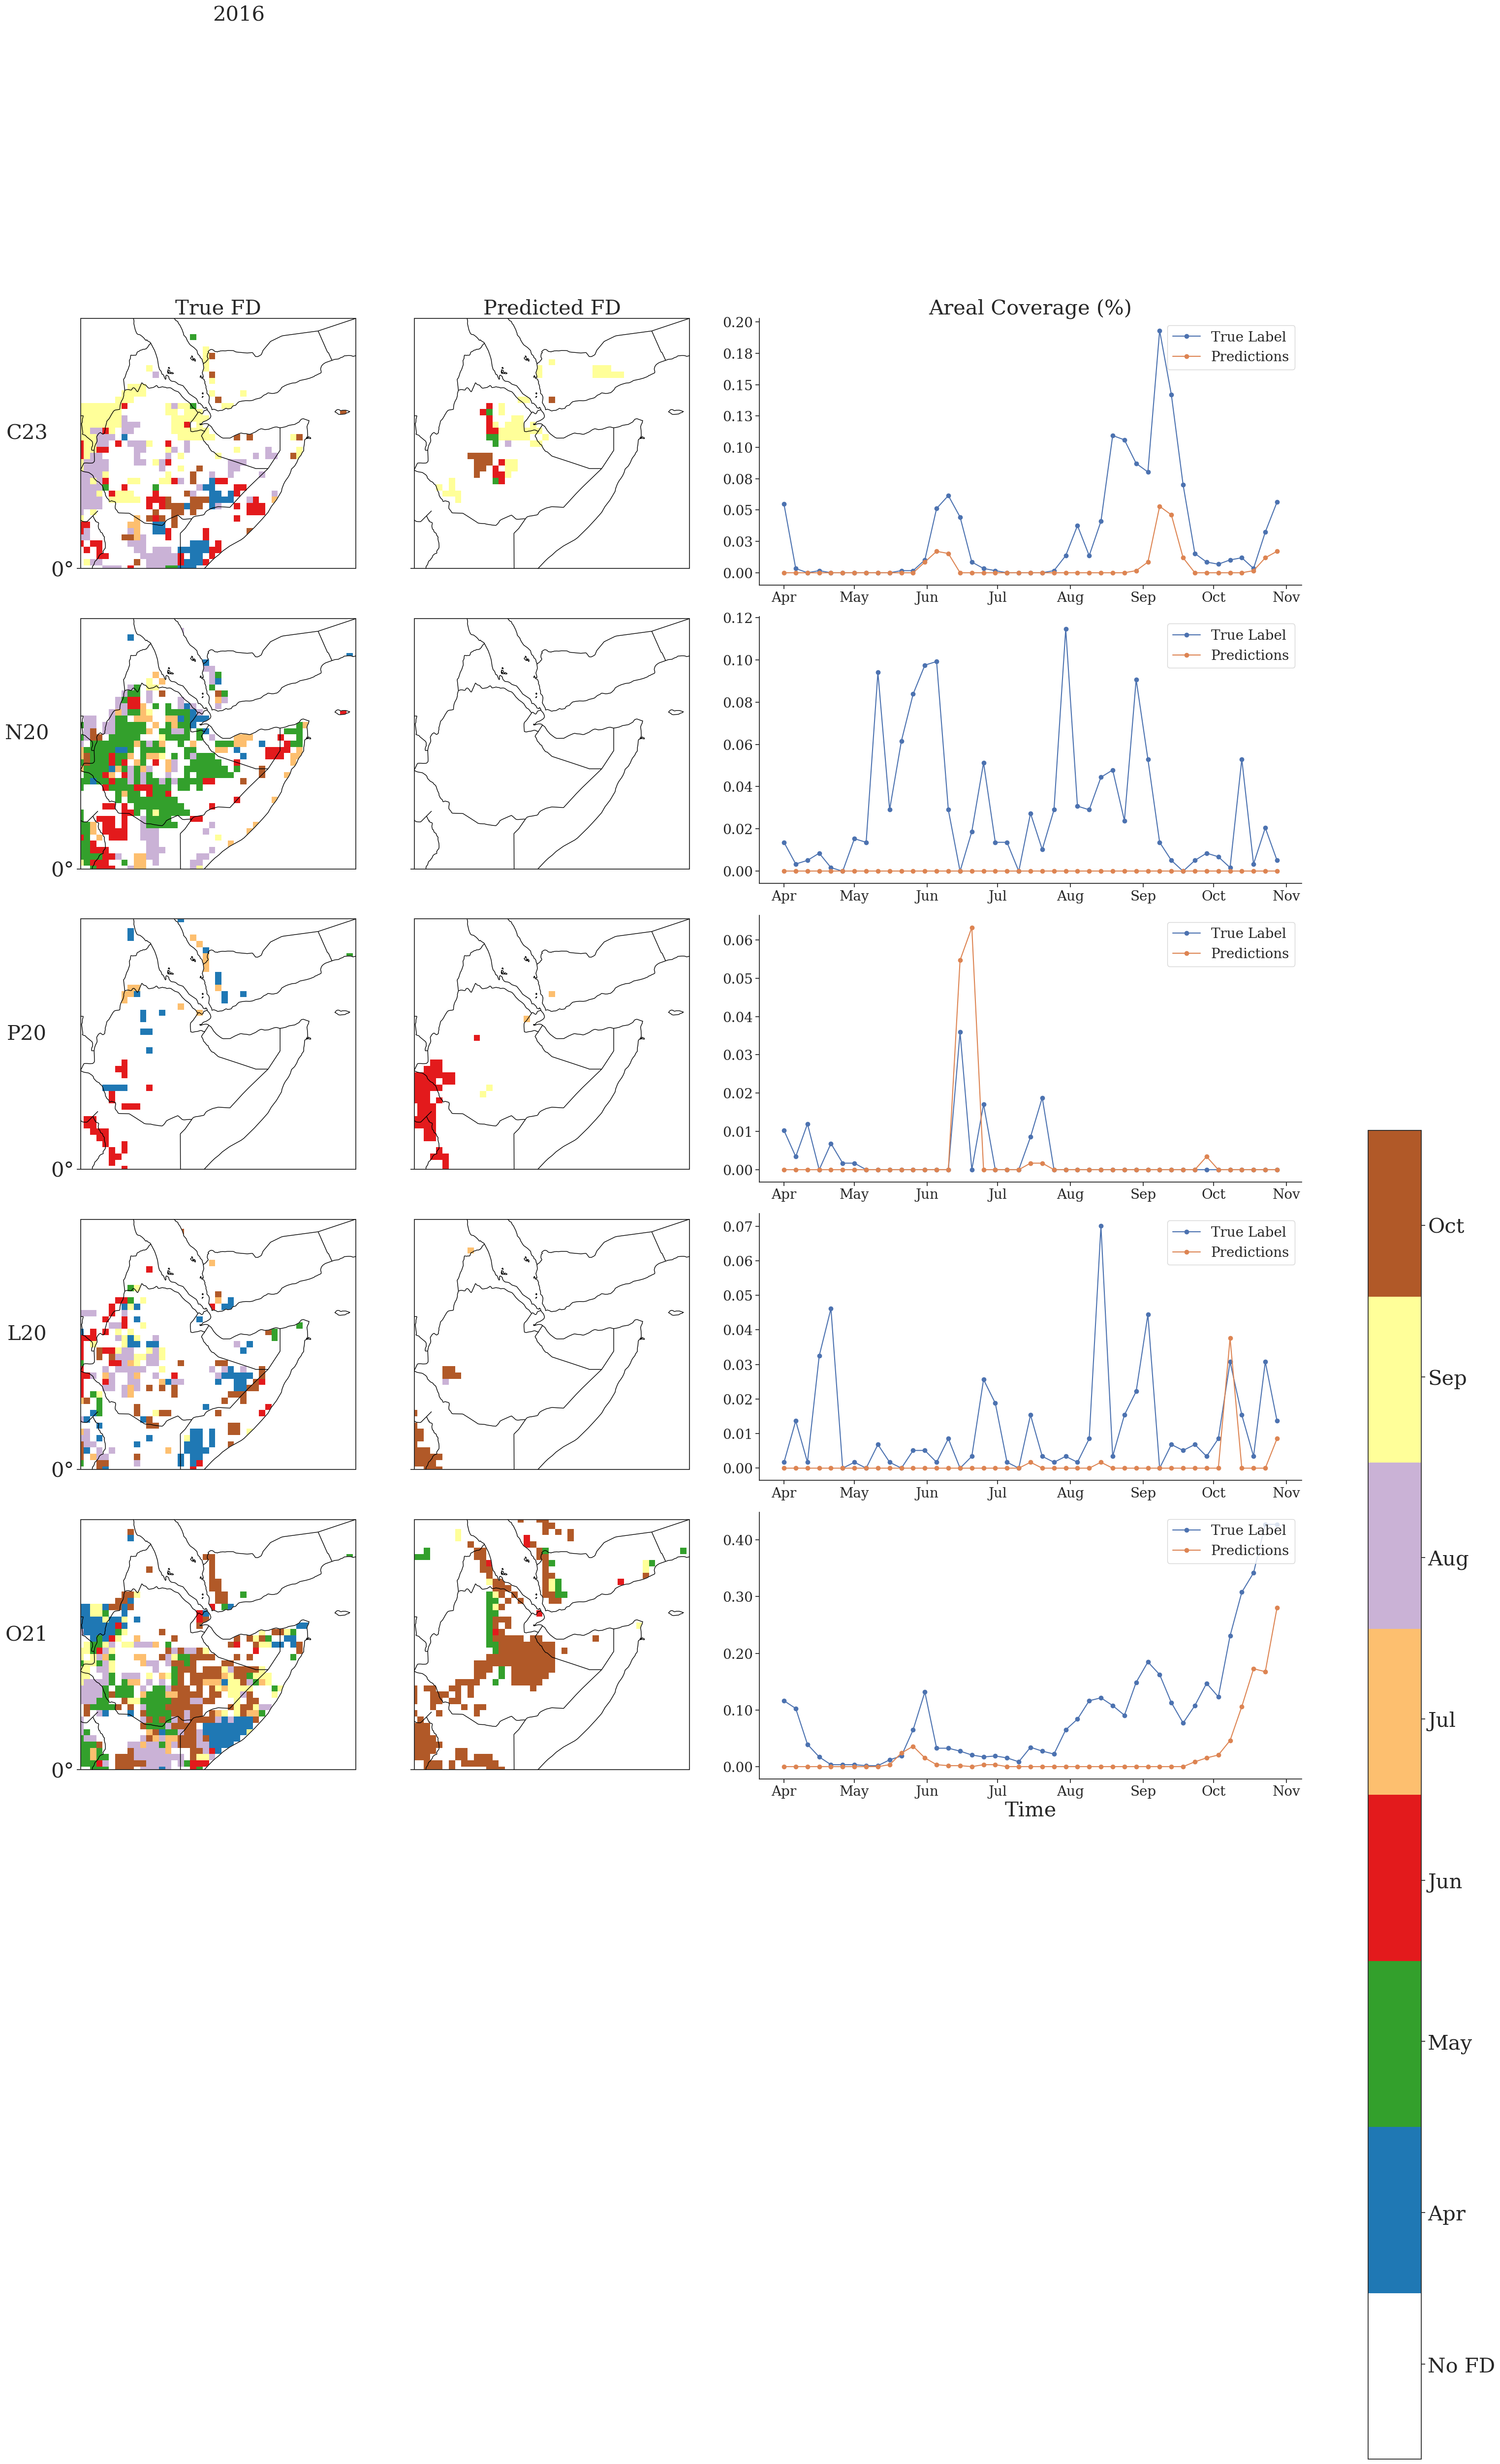 2016
True FD
Predicted FD
Areal Coverage (%)
C23
0°
0.20
0.18
0.15
0.13
0.10
0.08
0.05
0.03
0.00
True Label
Predictions
Apr May Jun Jul Aug Sep Oct Nov
N20
0°
0.12
0.10
0.08
0.06
0.04
0.02
0.00
True Label
Predictions
Apr May Jun Jul Aug Sep Oct Nov
P20
0°
0.06
0.05
0.04
0.03
0.02
0.01
0.00
True Label
Predictions
Apr May Jun Jul Aug Sep Oct Nov
L20
0°
0.07
0.06
0.05
0.04
0.03
0.02
0.01
0.00
True Label
Predictions
Apr May Jun Jul Aug Sep Oct Nov
O21
0°
0.40
0.30
0.20
0.10
0.00
True Label
Predictions
Apr May Jun Jul Aug Sep Oct Nov
Time
Oct
Sep
Aug
Jul
Jun
May
Apr
No FD